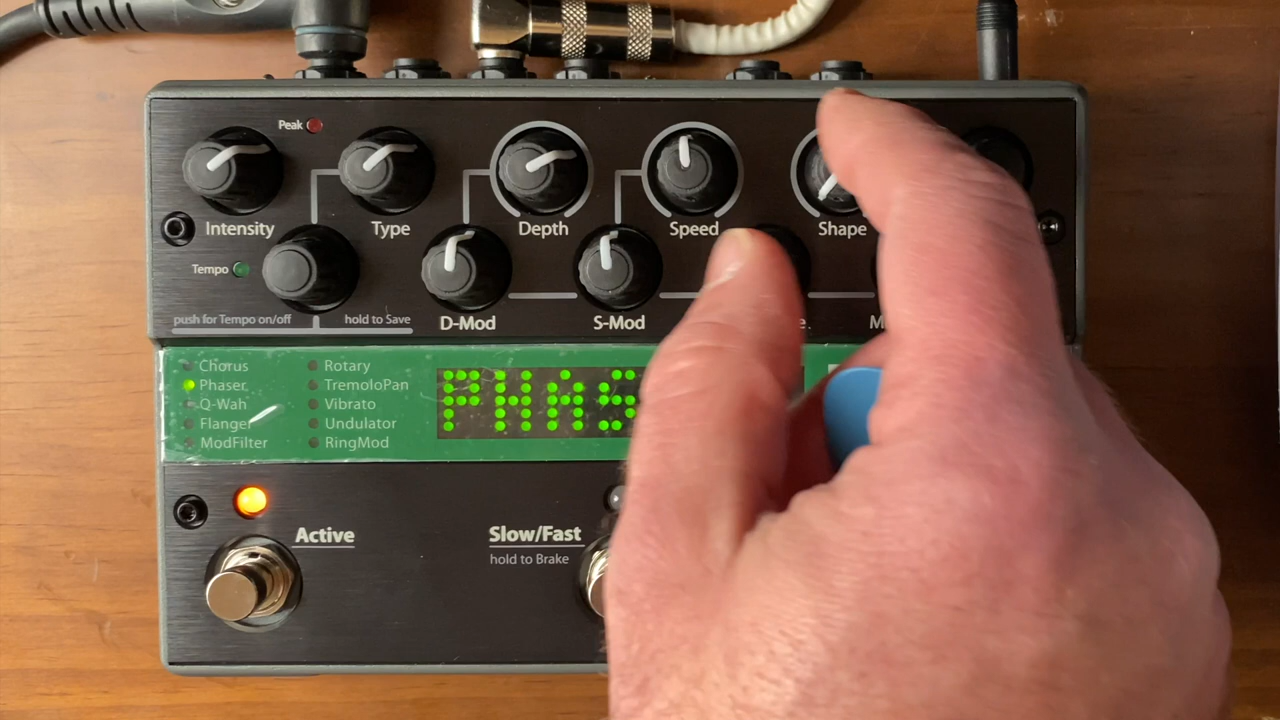 Peak
Intensity Type Depth Speed Shape
Tempo
push for Tempo on/off hold to Save D-Mod S-Mod
Chorus Rotary
Phaser TremoloPan
Q-Wah Vibrato
Flanger Undulator
ModFilter RingMod
PHAS
Active Slow/Fast
hold to Brake